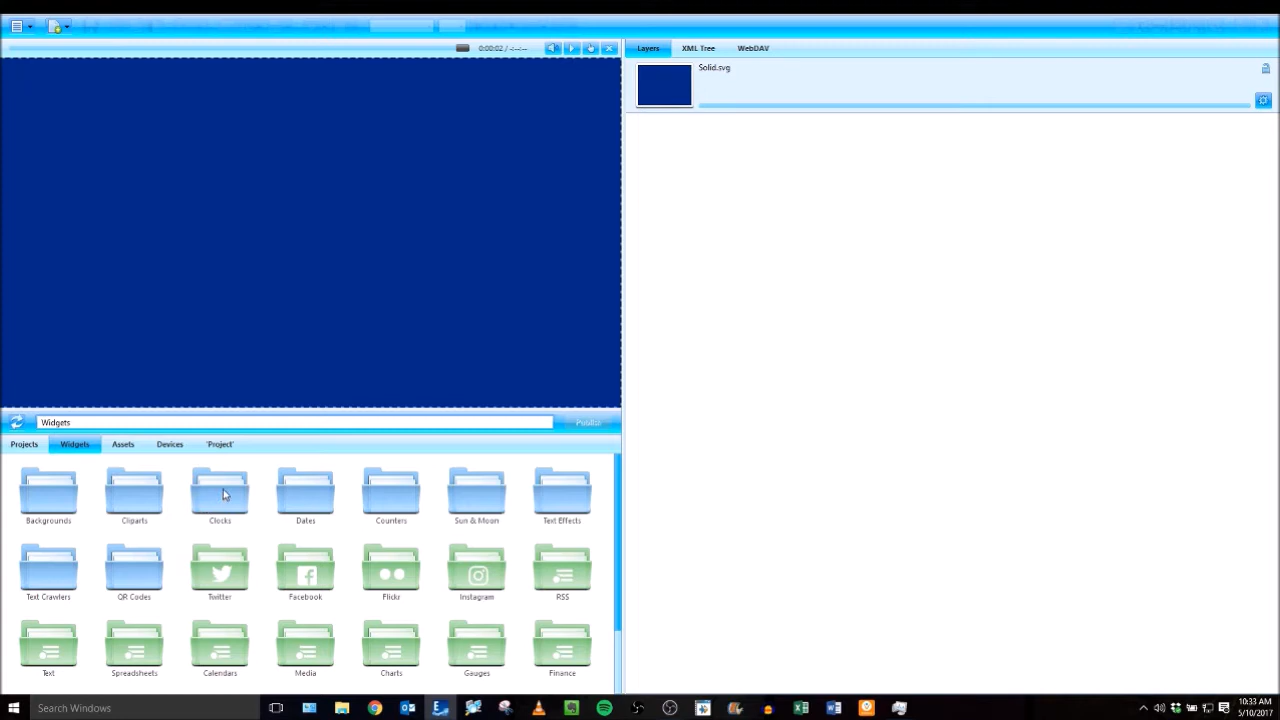 0:00:02 / -:--:--
Layers XML Tree WebDAV
Solid.svg
Widgets Publish
Projects Widgets Assets Devices 'Project'
Backgrounds Cliparts Clocks Dates Counters Sun & Moon Text Effects
Text Crawlers QR Codes Twitter Facebook Flickr Instagram RSS
Text Spreadsheets Calendars Media Charts Gauges Finance
Search Windows
10:33 AM
5/10/2017